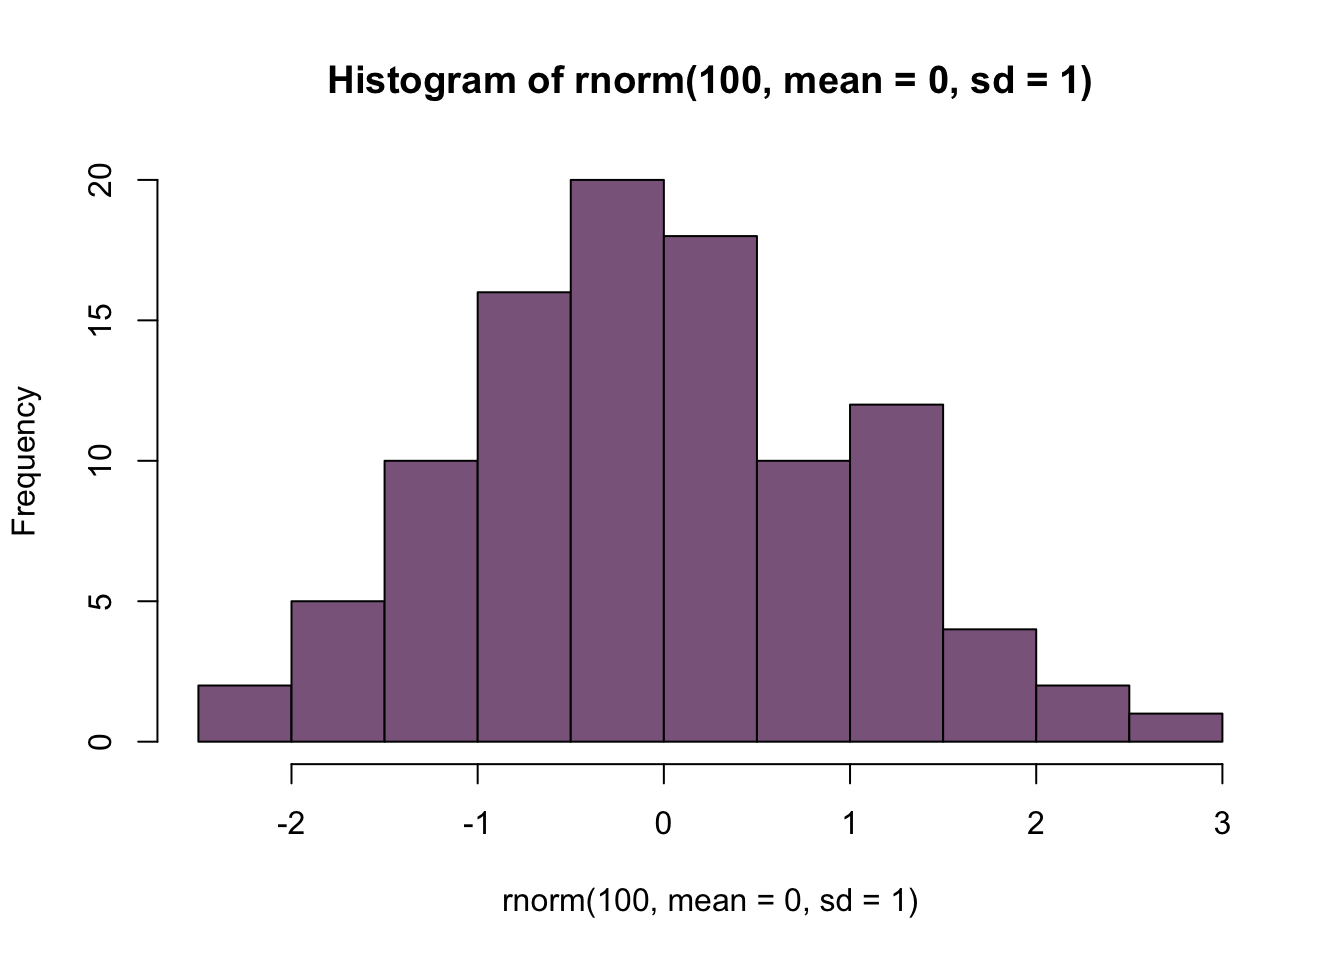 Histogram of rnorm(100, mean = 0, sd = 1)
Frequency
20
15
10
5
0
-2 -1 0 1 2 3
rnorm(100, mean = 0, sd = 1)